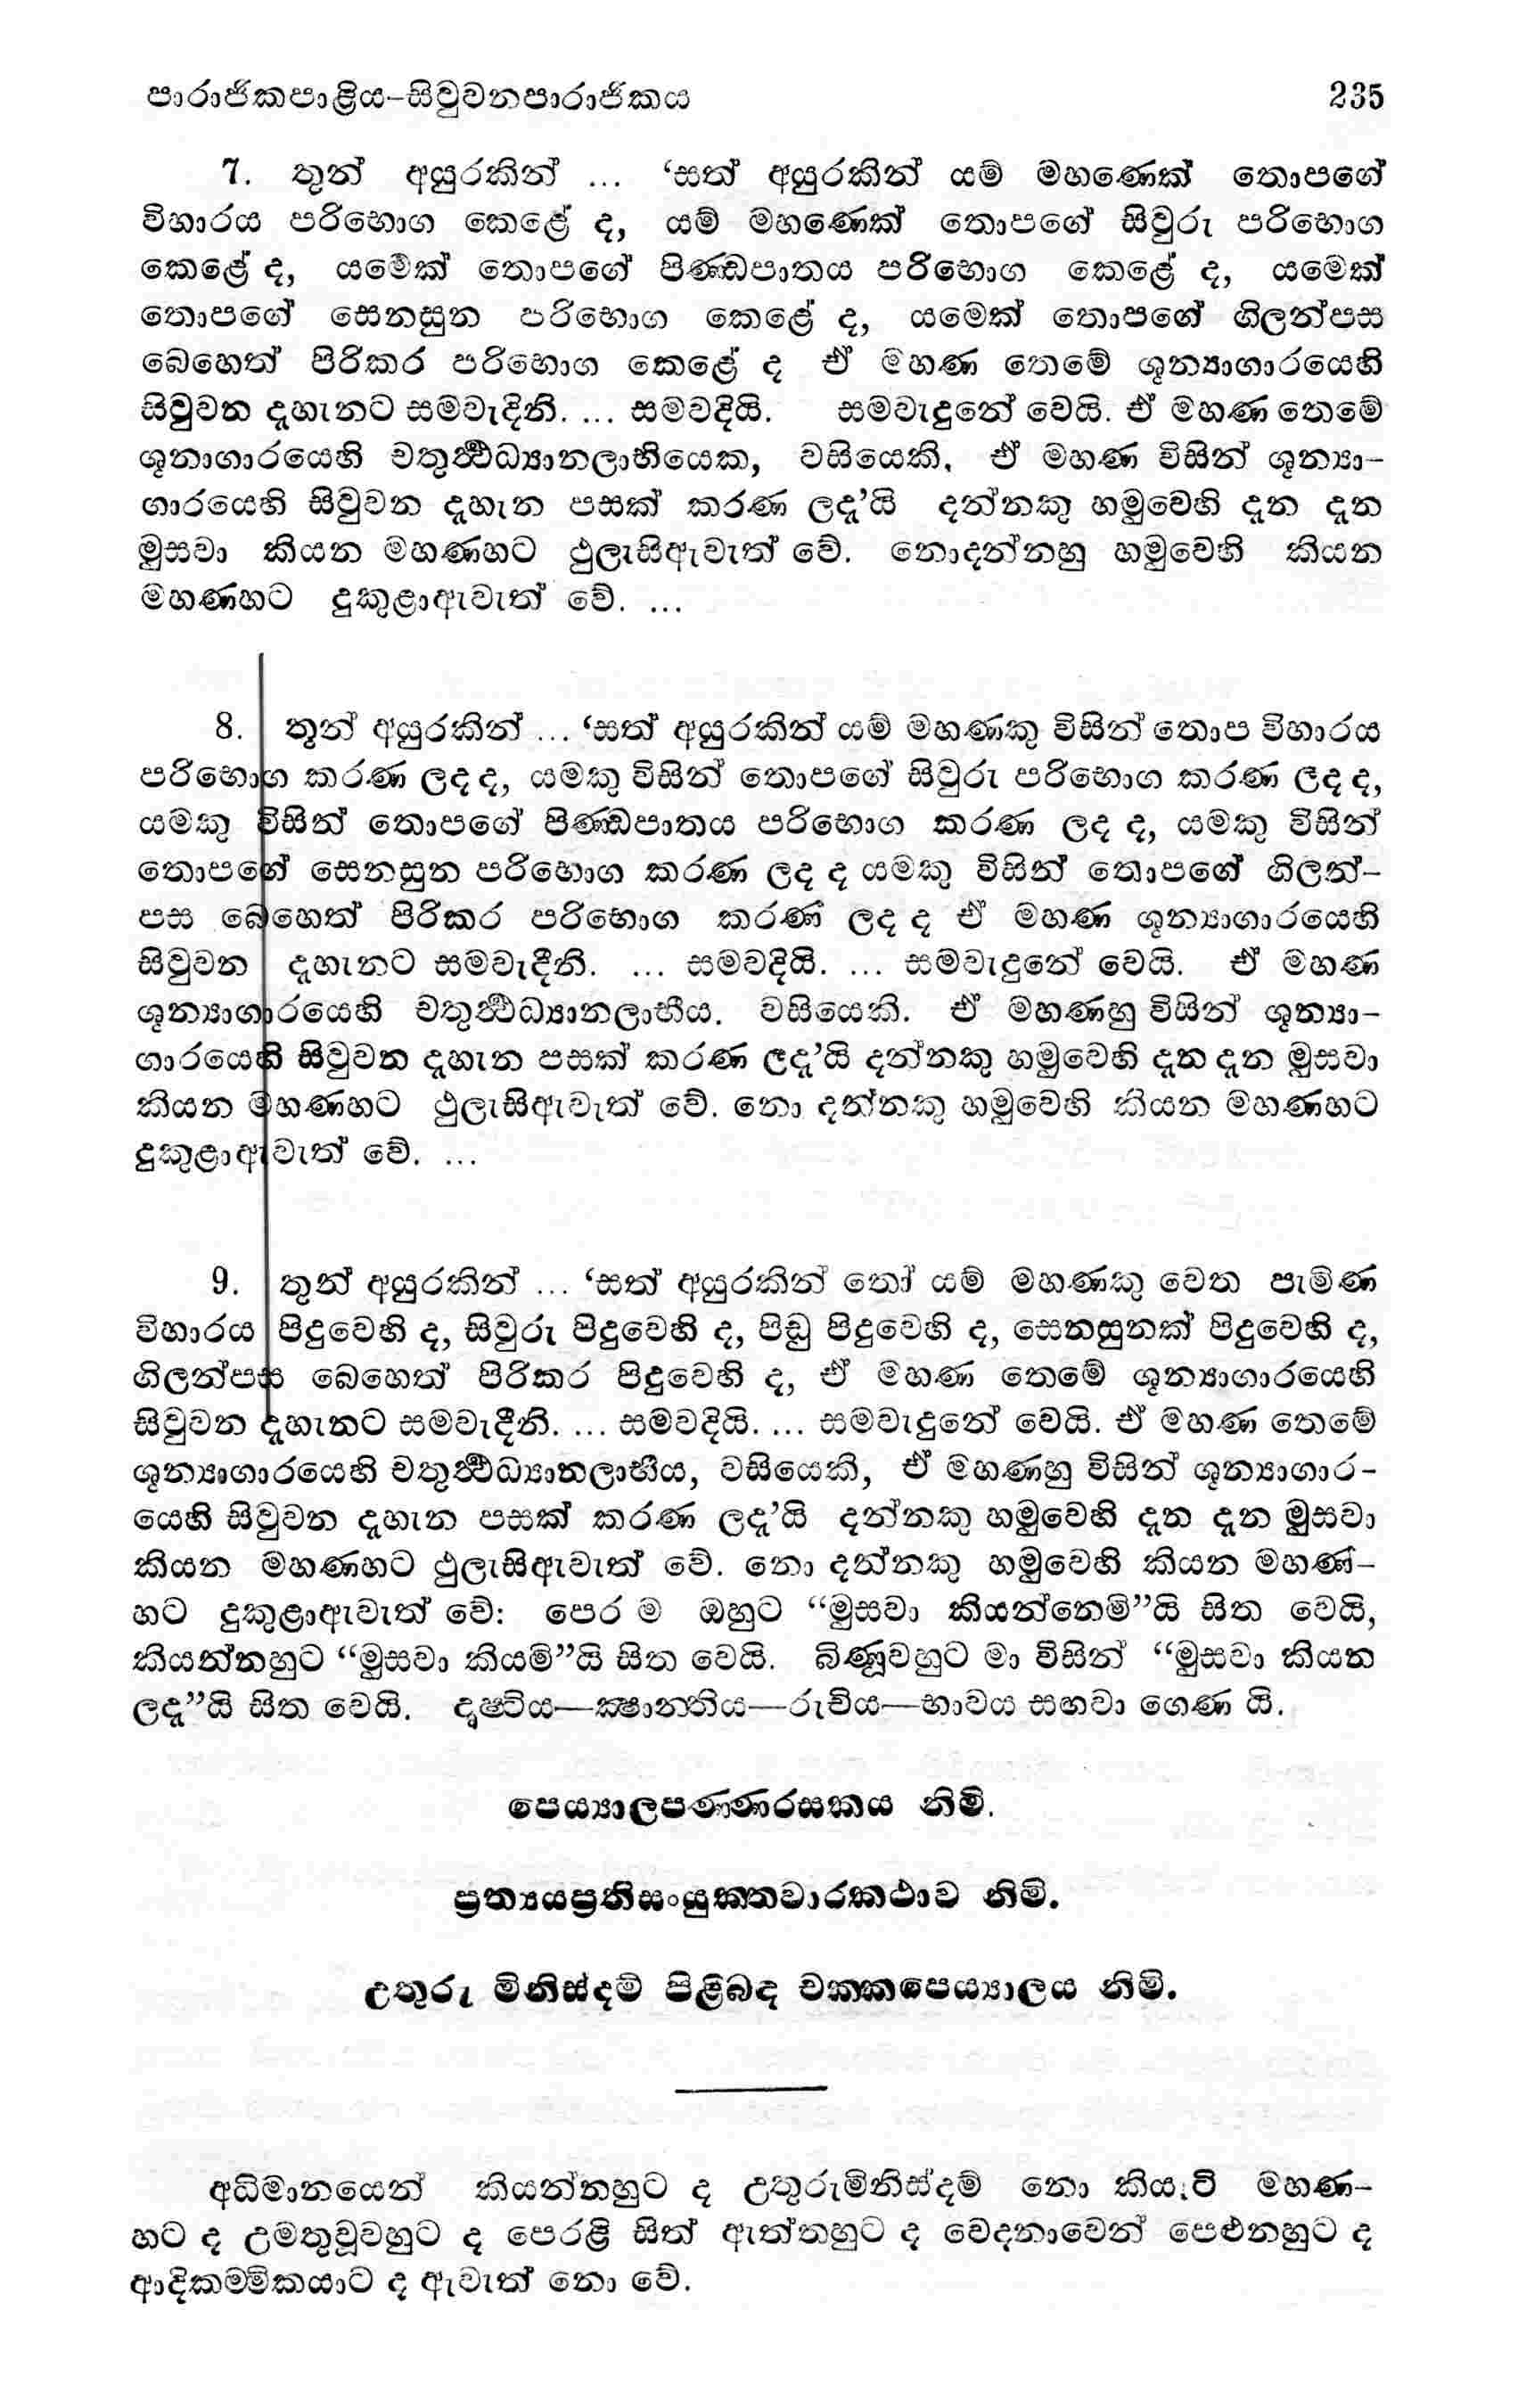 පාරාජිකපාළිය-සිවුවනපාරාජිකය 235
7. තුන් අයුරකින් ... ‘සත් අයුරකින් යම් මහණෙක් තොපගේ
විහාරය පරිභොග කෙළේ ද, යම් මහණෙක් තොපගේ සිවුරු පරිභොග
කෙළේ ද, යමෙක් තොපගේ පිණ්ඩපාතය පරිභොග කෙළේ ද, යමෙක්
තොපගේ සෙනසුන පරිභොග කෙළේ ද, යමෙක් තොපගේ ගිලන්පස
බෙහෙත් පිරිකර පරිභොග කෙළේ ද ඒ මහණ තෙමේ ශූන්‍යාගාරයෙහි
සිවුවන දැහැනට සමවැදිනි. ... සමවදියි. සමවැදුනේ වෙයි. ඒ මහණ තෙමේ
ශූනාගාරයෙහි චතුර්‍ත්‍ථධ්‍යානලාභියෙක, වසියෙකි, ඒ මහණ විසින් ශූන්‍යා-
ගාරයෙහි සිවුවන දැහැන පසක් කරණ ලදැ’යි දන්නකු හමුවෙහි දැන දැන
මුසවා කියන මහණහට ථුලැසිඇවැත් වේ. නොදන්නහු හමුවෙහි කියන
මහණහට දුකුළාඇවැත් වේ. ...
8. තුන් අයුරකින් ... ‘සත් අයුරකින් යම් මහණකු විසින් තොප විහාරය
පරිභොග කරණ ලද ද, යමකු විසින් තොපගේ සිවුරු පරිභොග කරණ ලද ද,
යමකු විසින් තොපගේ පිණ්ඩපාතය පරිභොග කරණ ලද ද, යමකු විසින්
තොපගේ සෙනසුන පරිභොග කරණ ලද ද යමකු විසින් තොපගේ ගිලන්-
පස බෙහෙත් පිරිකර පරිභොග කරණ ලද ද ඒ මහණ ශූන්‍යාගාරයෙහි
සිවුවන දැහැනට සමවැදීනි. ... සමවදියි. ... සමවැදුනේ වෙයි. ඒ මහණ
ශූන්‍යාගාරයෙහි චතුර්‍ත්‍ථධ්‍යානලාභීය. වසියෙකි. ඒ මහණහු විසින් ශූන්‍යා-
ගාරයෙහි සිවුවන දැහැන පසක් කරණ ලදැ’යි දන්නකු හමුවෙහි දැන දැන මුසවා
කියන මහණහට ථුලැසිඇවැත් වේ. නො දන්නකු හමුවෙහි කියන මහණහට
දුකුළාඇවැත් වේ. ...
9. තුන් අයුරකින් ... ‘සත් අයුරකින් තෝ යම් මහණකු වෙත පැමිණ
විහාරය පිදුවෙහි ද, සිවුරු පිදුවෙහි ද, පිඬු පිදුවෙහි ද, සෙනසුනක් පිදුවෙහි ද,
ගිලන්පස බෙහෙත් පිරිකර පිදුවෙහි ද, ඒ මහණ තෙමේ ශූන්‍යාගාරයෙහි
සිවුවන දැහැනට සමවැදීනි. ... සමවදියි. ... සමවැදුනේ වෙයි. ඒ මහණ තෙමේ
ශූන්‍යාගාරයෙහි චතුර්‍ත්‍ථධ්‍යානලාභීය, වසියෙකි, ඒ මහණහු විසින් ශූන්‍යාගාර-
යෙහි සිවුවන දැහැන පසක් කරණ ලදැ’යි දන්නකු හමුවෙහි දැන දැන මුසවා
කියන මහණහට ථුලැසිඇවැත් වේ. නො දන්නකු හමුවෙහි කියන මහණ-
හට දුකුළාඇවැත් වේ: පෙර ම ඔහුට “මුසවා කියන්නෙමි”යි සිත වෙයි,
කියන්නහුට “මුසවා කියමි”යි සිත වෙයි. බිණූවහුට මා විසින් “මුසවා කියන
ලදැ”යි සිත වෙයි. දෘෂ්ටිය—ක්‍ෂාන්තිය—රුචිය—භාවය සඟවා ගෙණ යි.
පෙය්‍යාලපණ්ණරසකය නිමි.
ප්‍රත්‍යයප්‍රතිසංයුක්තවාරකථාව නිමි.
උතුරු මිනිස්දම් පිළිබඳ චක්කපෙය්‍යාලය නිමි.
අධිමානයෙන් කියන්නහුට ද උතුරුමිනිස්දම් නො කියැවි මහණ-
හට ද උමතුවූවහුට ද පෙරළි සිත් ඇත්තහුට ද වෙදනාවෙන් පෙළුනහුට ද
ආදිකම්මිකයාට ද ඇවැත් නො වේ.